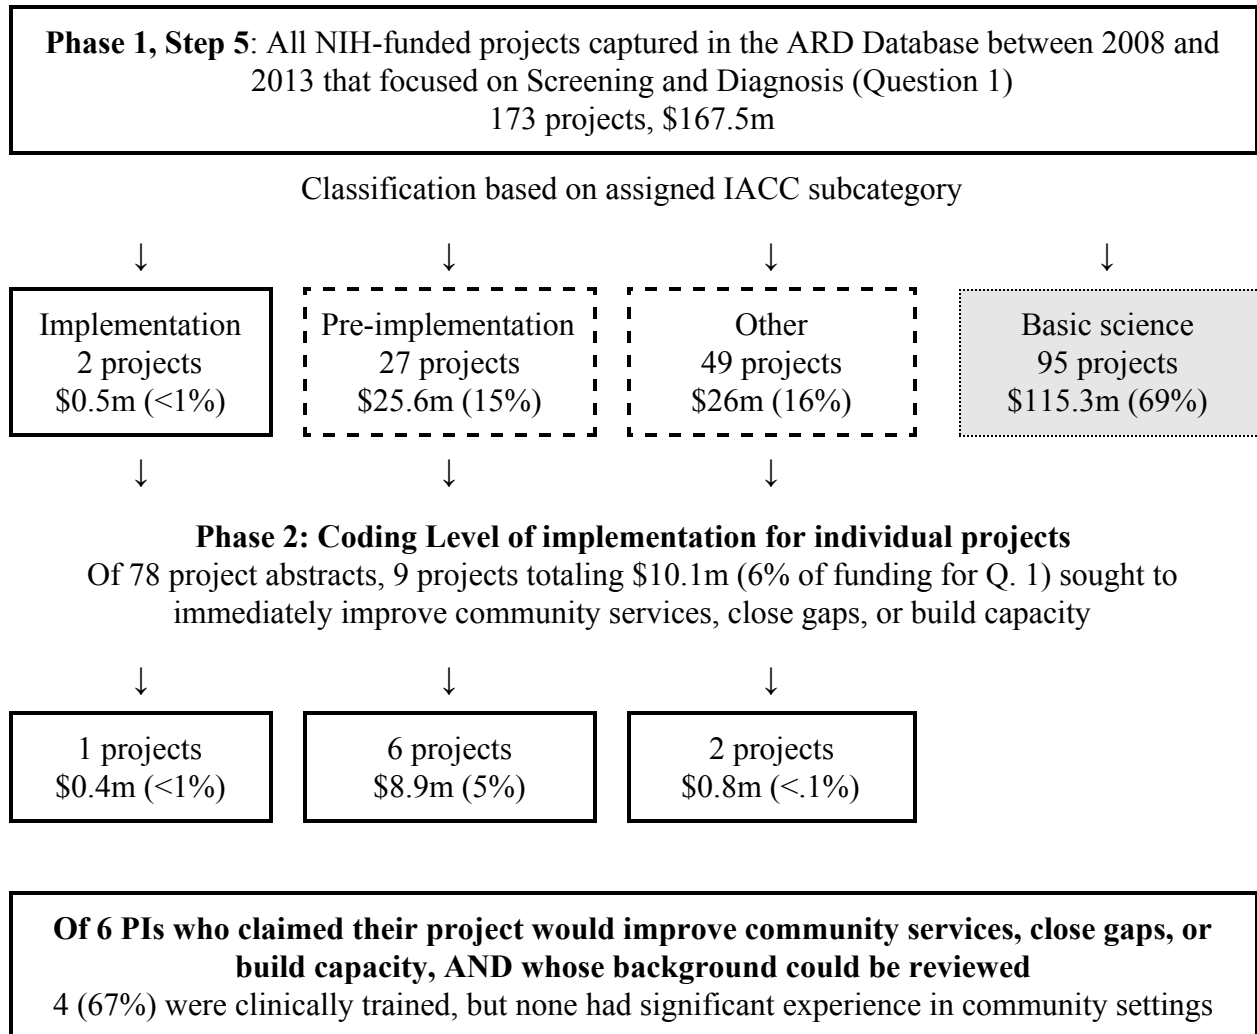 Phase 1, Step 5: All NIH-funded projects captured in the ARD Database between 2008 and
2013 that focused on Screening and Diagnosis (Question 1)
173 projects, $167.5m
Classification based on assigned IACC subcategory
↓ ↓ ↓ ↓
Implementation
2 projects
$0.5m (<1%)
Pre-implementation
27 projects
$25.6m (15%)
Other
49 projects
$26m (16%)
Basic science
95 projects
$115.3m (69%)
↓ ↓ ↓
Phase 2: Coding Level of implementation for individual projects
Of 78 project abstracts, 9 projects totaling $10.1m (6% of funding for Q. 1) sought to
immediately improve community services, close gaps, or build capacity
↓ ↓ ↓
1 projects
$0.4m (<1%)
6 projects
$8.9m (5%)
2 projects
$0.8m (<.1%)
Of 6 PIs who claimed their project would improve community services, close gaps, or
build capacity, AND whose background could be reviewed
4 (67%) were clinically trained, but none had significant experience in community settings